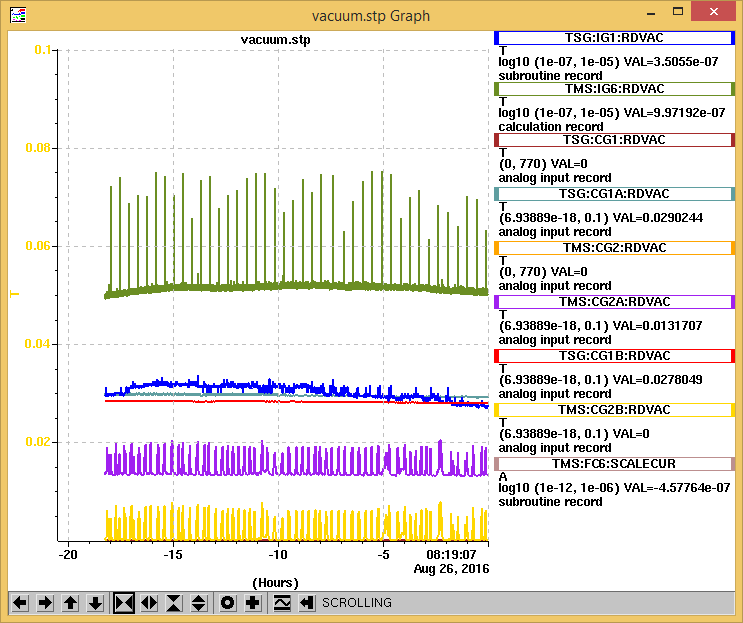 vacuum.stp Graph
vacuum.stp
0.1
0.08
0.06
T
0.04
0.02
-20
-15
-10
-5
08:19:07
Aug 26, 2016
(Hours)
TSG:IG1:RDVAC
T
log10 (1e-07, 1e-05) VAL=3.5055e-07
subroutine record
TMS:IG6:RDVAC
T
log10 (1e-07, 1e-05) VAL=9.97192e-07
calculation record
TSG:CG1:RDVAC
T
(0, 770) VAL=0
analog input record
TSG:CG1A:RDVAC
T
(6.93889e-18, 0.1) VAL=0.0290244
analog input record
TMS:CG2:RDVAC
T
(0, 770) VAL=0
analog input record
TMS:CG2A:RDVAC
T
(6.93889e-18, 0.1) VAL=0.0131707
analog input record
TSG:CG1B:RDVAC
T
(6.93889e-18, 0.1) VAL=0.0278049
analog input record
TMS:CG2B:RDVAC
T
(6.93889e-18, 0.1) VAL=0
analog input record
TMS:FC6:SCALECUR
A
log10 (1e-12, 1e-06) VAL=-4.57764e-07
subroutine record
SCROLLING